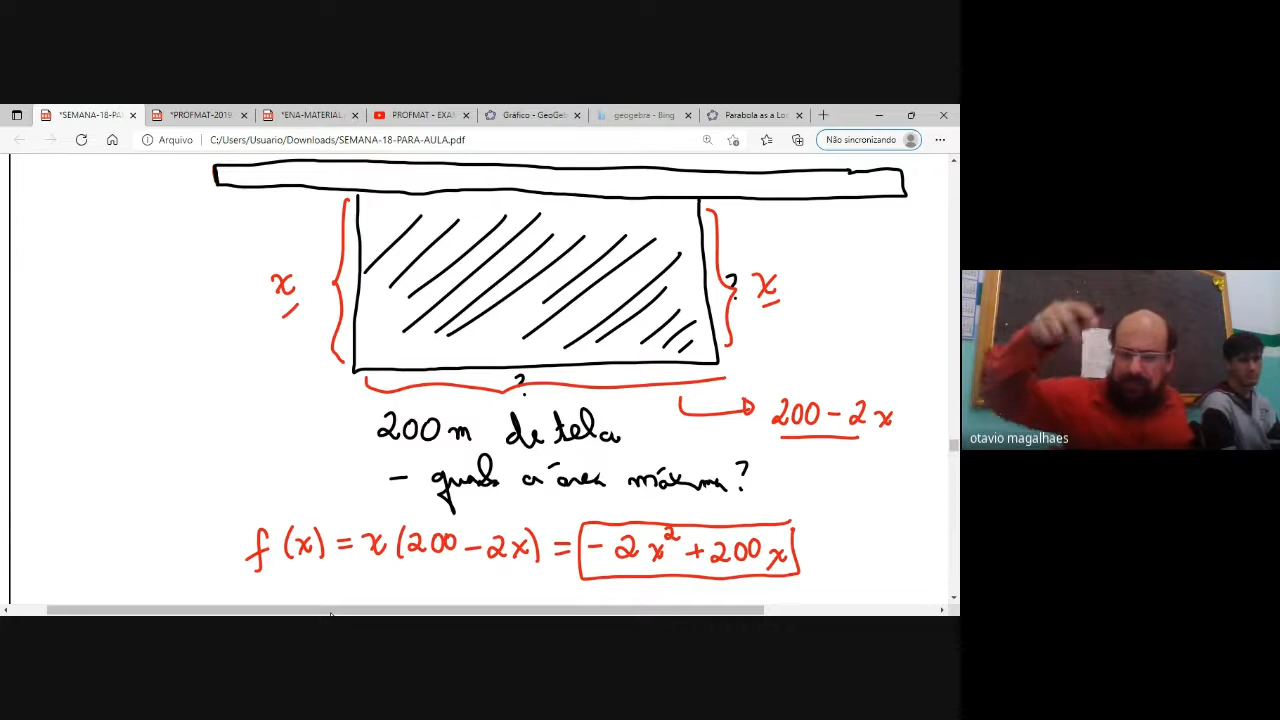 *SEMANA-18-PA
*PROFMAT-2019
*ENA-MATERIAL
PROFMAT - EXA
Gráfico - GeoGe
geogebra - Bing
Parabola as a Lo
Arquivo
C:/Users/Usuario/Downloads/SEMANA-18-PARA-AULA.pdf
Não sincronizando
x
? x
?
200 - 2x
200 m de tela
- qual a área máxima?
f(x) = x(200 - 2x) = - 2x² + 200x
otavio magalhaes